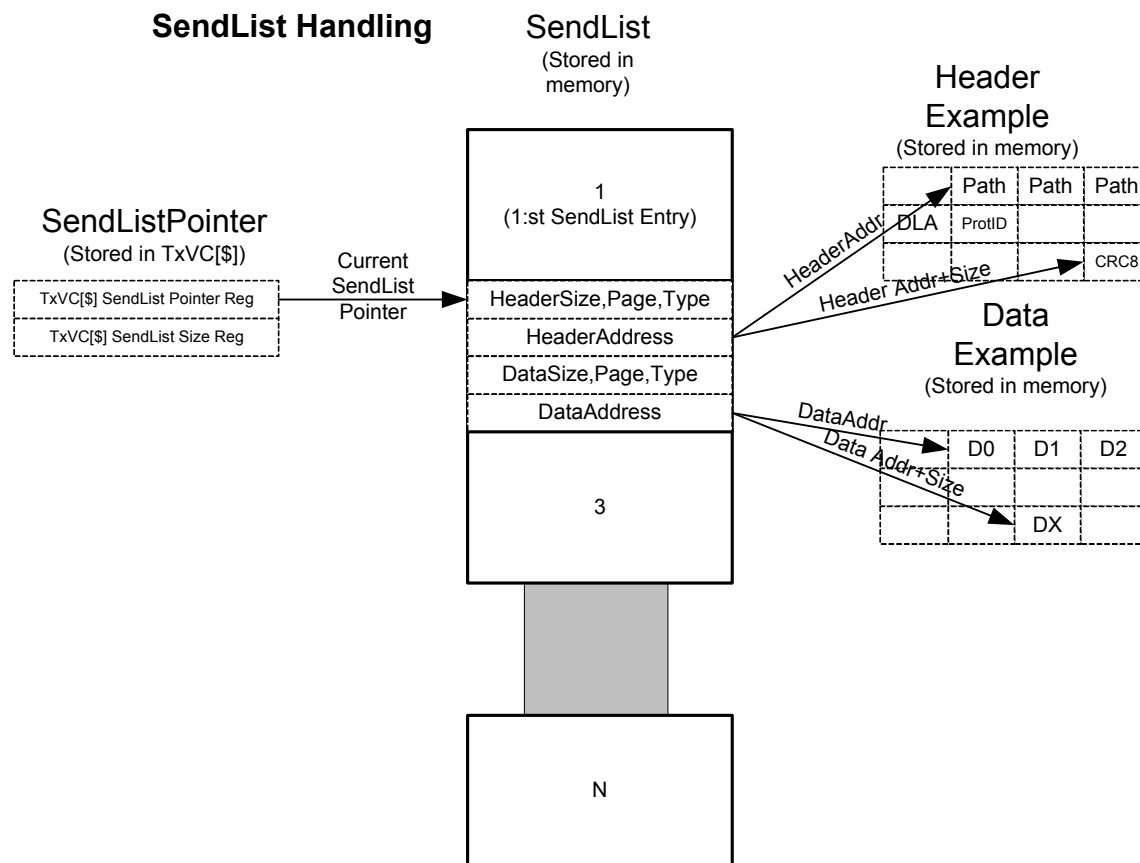 SendList Handling
SendList
(Stored in
memory)
Header
Example
(Stored in memory)
Path
Path
Path
DLA
ProtID
CRC8
1
(1:st SendList Entry)
SendListPointer
(Stored in TxVC[$])
TxVC[$] SendList Pointer Reg
TxVC[$] SendList Size Reg
Current
SendList
Pointer
HeaderSize,Page,Type
HeaderAddress
DataSize,Page,Type
DataAddress
HeaderAddr
Header Addr+Size
Data
Example
(Stored in memory)
DataAddr
Data Addr+Size
D0
D1
D2
DX
3
N